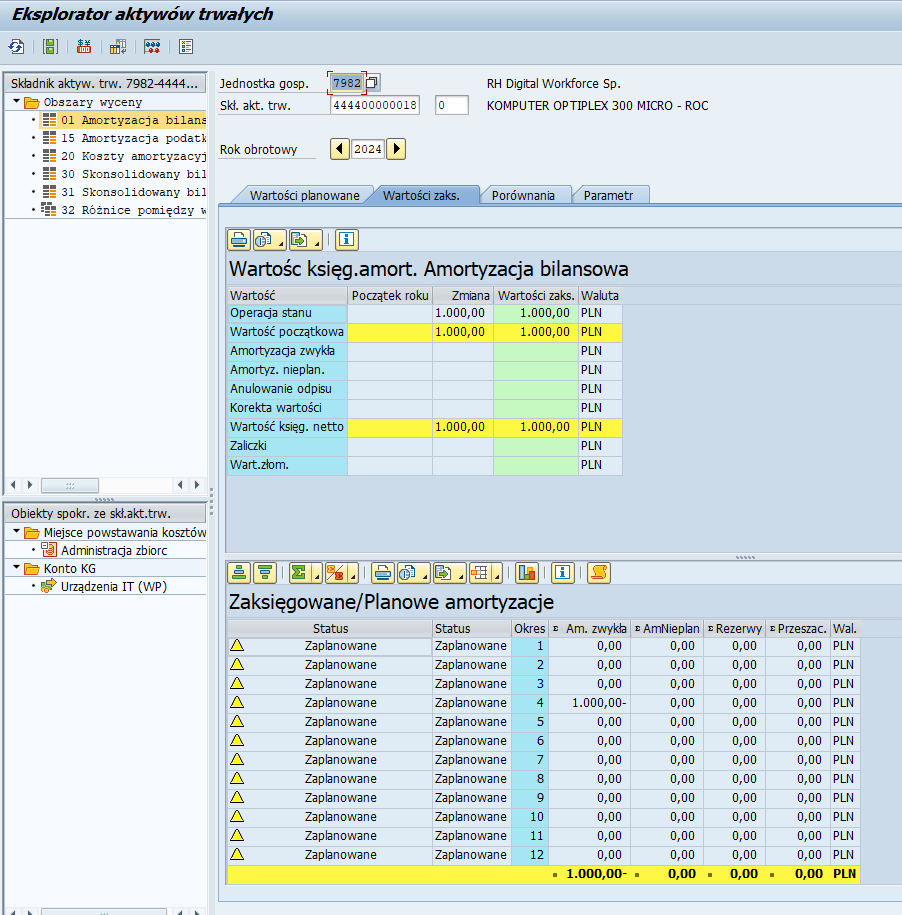 Eksplorator aktywów trwałych
Składnik aktyw. trw. 7982-4444...
Obszary wyceny
01 Amortyzacja bilans
15 Amortyzacja podatk
20 Koszty amortyzacyj
30 Skonsolidowany bil
31 Skonsolidowany bil
32 Różnice pomiędzy w
Obiekty spokr. ze skł.akt.trw.
Miejsce powstawania kosztów
Administracja zbiorc
Konto KG
Urządzenia IT (WP)
Jednostka gosp. 7982 RH Digital Workforce Sp.
Skł. akt. trw. 444400000018 0 KOMPUTER OPTIPLEX 300 MICRO - ROC
Rok obrotowy 2024
Wartości planowane Wartości zaks. Porównania Parametr
Wartośc księg.amort. Amortyzacja bilansowa
Wartość Początek roku Zmiana Wartości zaks. Waluta
Operacja stanu 1.000,00 1.000,00 PLN
Wartość początkowa 1.000,00 1.000,00 PLN
Amortyzacja zwykła PLN
Amortyz. nieplan. PLN
Anulowanie odpisu PLN
Korekta wartości PLN
Wartość księg. netto 1.000,00 1.000,00 PLN
Zaliczki PLN
Wart.złom. PLN
Zaksięgowane/Planowe amortyzacje
Status Status Okres Σ Am. zwykła Σ AmNieplan Σ Rezerwy Σ Przeszac. Wal.
Zaplanowane Zaplanowane 1 0,00 0,00 0,00 0,00 PLN
Zaplanowane Zaplanowane 2 0,00 0,00 0,00 0,00 PLN
Zaplanowane Zaplanowane 3 0,00 0,00 0,00 0,00 PLN
Zaplanowane Zaplanowane 4 1.000,00- 0,00 0,00 0,00 PLN
Zaplanowane Zaplanowane 5 0,00 0,00 0,00 0,00 PLN
Zaplanowane Zaplanowane 6 0,00 0,00 0,00 0,00 PLN
Zaplanowane Zaplanowane 7 0,00 0,00 0,00 0,00 PLN
Zaplanowane Zaplanowane 8 0,00 0,00 0,00 0,00 PLN
Zaplanowane Zaplanowane 9 0,00 0,00 0,00 0,00 PLN
Zaplanowane Zaplanowane 10 0,00 0,00 0,00 0,00 PLN
Zaplanowane Zaplanowane 11 0,00 0,00 0,00 0,00 PLN
Zaplanowane Zaplanowane 12 0,00 0,00 0,00 0,00 PLN
1.000,00- 0,00 0,00 0,00 PLN